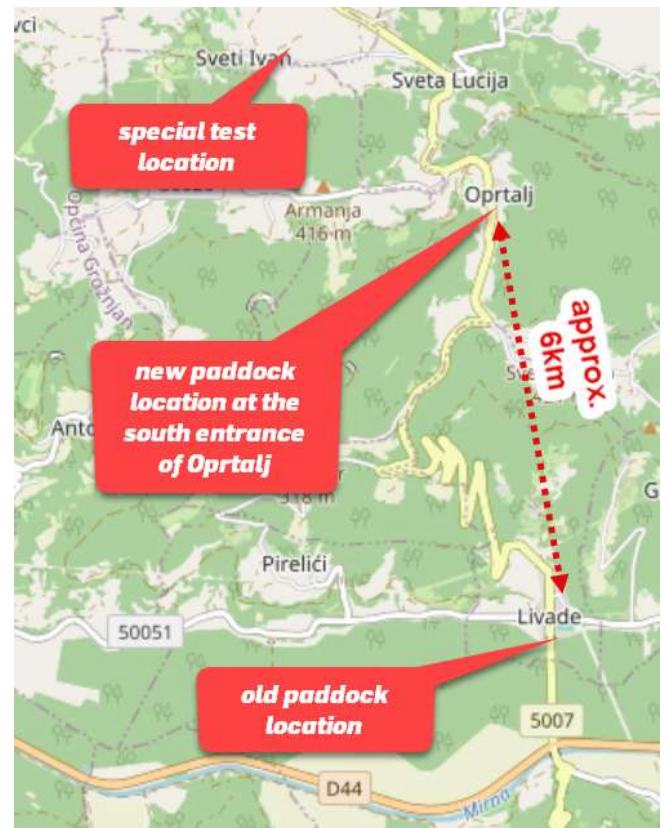 vci
Sveti Ivan
Sveta Lucija
special test
location
Armanja
416 m
Oprtalj
Općina Grožnjan
approx.
6km
new paddock
location at the
south entrance
of Oprtalj
Anto
318 m
G
Pirelići
50051
Livade
old paddock
location
5007
D44
Mirna